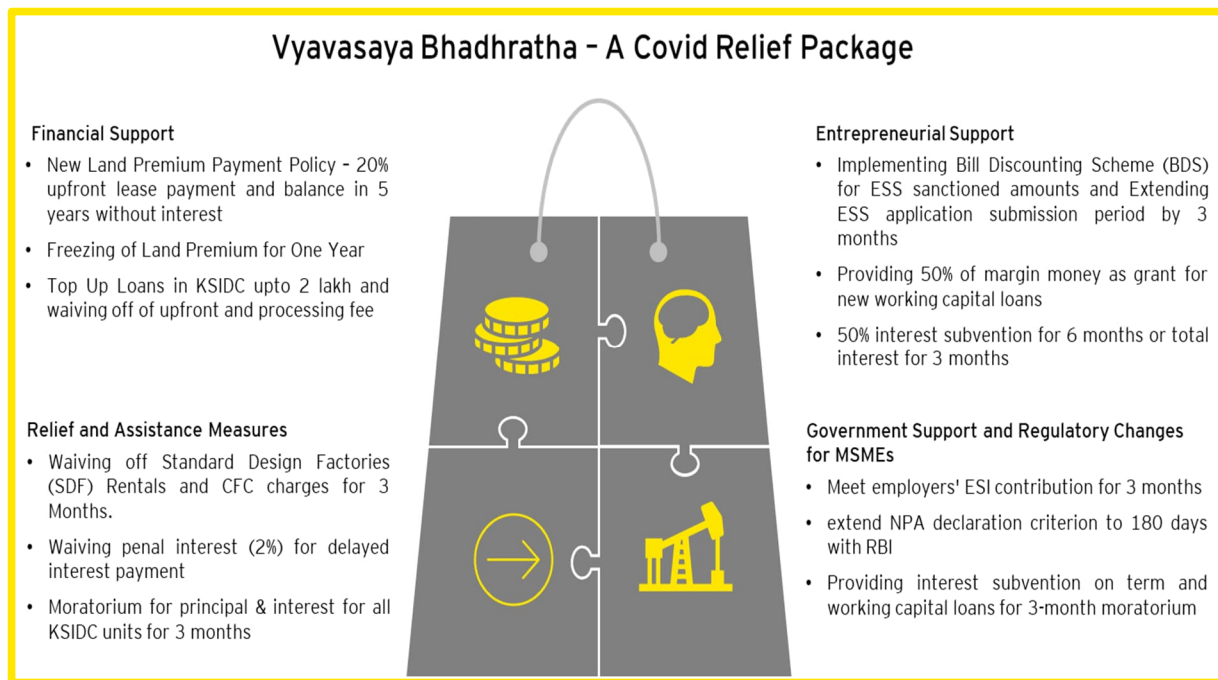 Vyavasaya Bhadhratha – A Covid Relief Package
Financial Support
• New Land Premium Payment Policy – 20%
upfront lease payment and balance in 5
years without interest
• Freezing of Land Premium for One Year
• Top Up Loans in KSIDC upto 2 lakh and
waiving off of upfront and processing fee
Relief and Assistance Measures
• Waiving off Standard Design Factories
(SDF) Rentals and CFC charges for 3
Months.
• Waiving penal interest (2%) for delayed
interest payment
• Moratorium for principal & interest for all
KSIDC units for 3 months
Entrepreneurial Support
• Implementing Bill Discounting Scheme (BDS)
for ESS sanctioned amounts and Extending
ESS application submission period by 3
months
• Providing 50% of margin money as grant for
new working capital loans
• 50% interest subvention for 6 months or total
interest for 3 months
Government Support and Regulatory Changes
for MSMEs
• Meet employers' ESI contribution for 3 months
• extend NPA declaration criterion to 180 days
with RBI
• Providing interest subvention on term and
working capital loans for 3-month moratorium